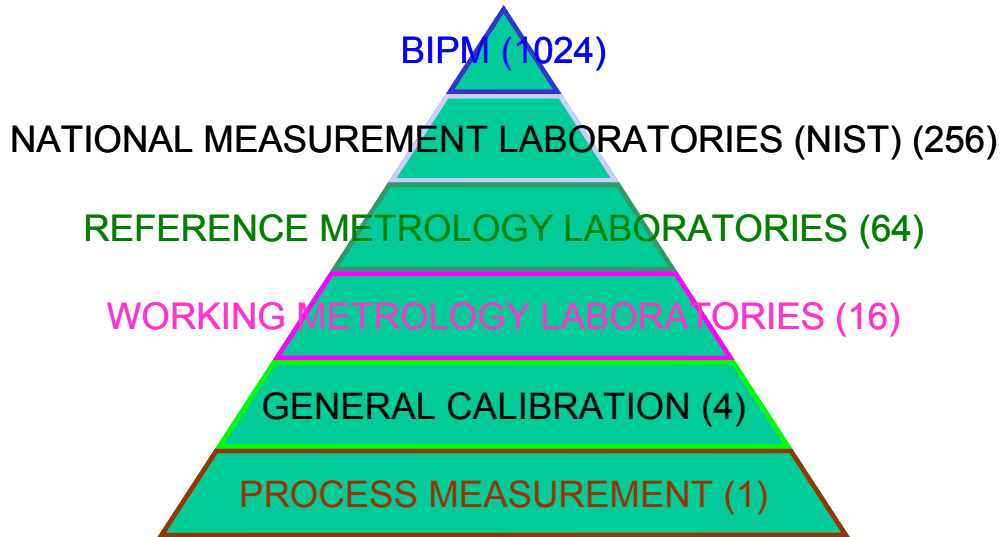 BIPM (1024)
NATIONAL MEASUREMENT LABORATORIES (NIST) (256)
REFERENCE METROLOGY LABORATORIES (64)
WORKING METROLOGY LABORATORIES (16)
GENERAL CALIBRATION (4)
PROCESS MEASUREMENT (1)